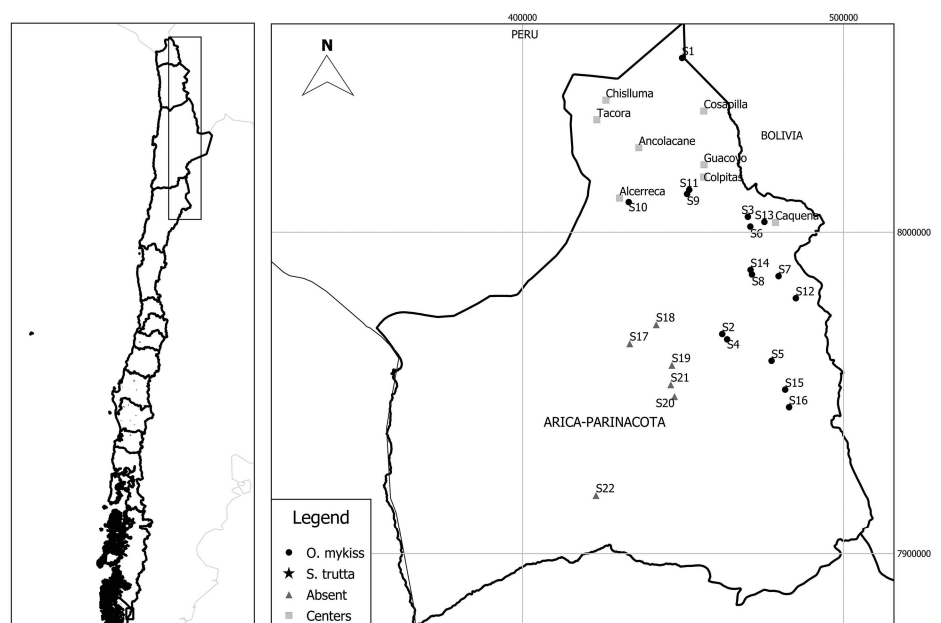 400000
500000
PERU
N
S1
Chislluma
Cosapilla
Tacora
BOLIVIA
Ancolacane
Guacoyo
Colpitas
S11
Alcerreca
S9
S10
S3
S13
Caquena
S6
8000000
S14
S7
S8
S12
S18
S2
S17
S4
S19
S5
S21
S15
S20
S16
ARICA-PARINACOTA
S22
Legend
7900000
O. mykiss
S. trutta
Absent
Centers